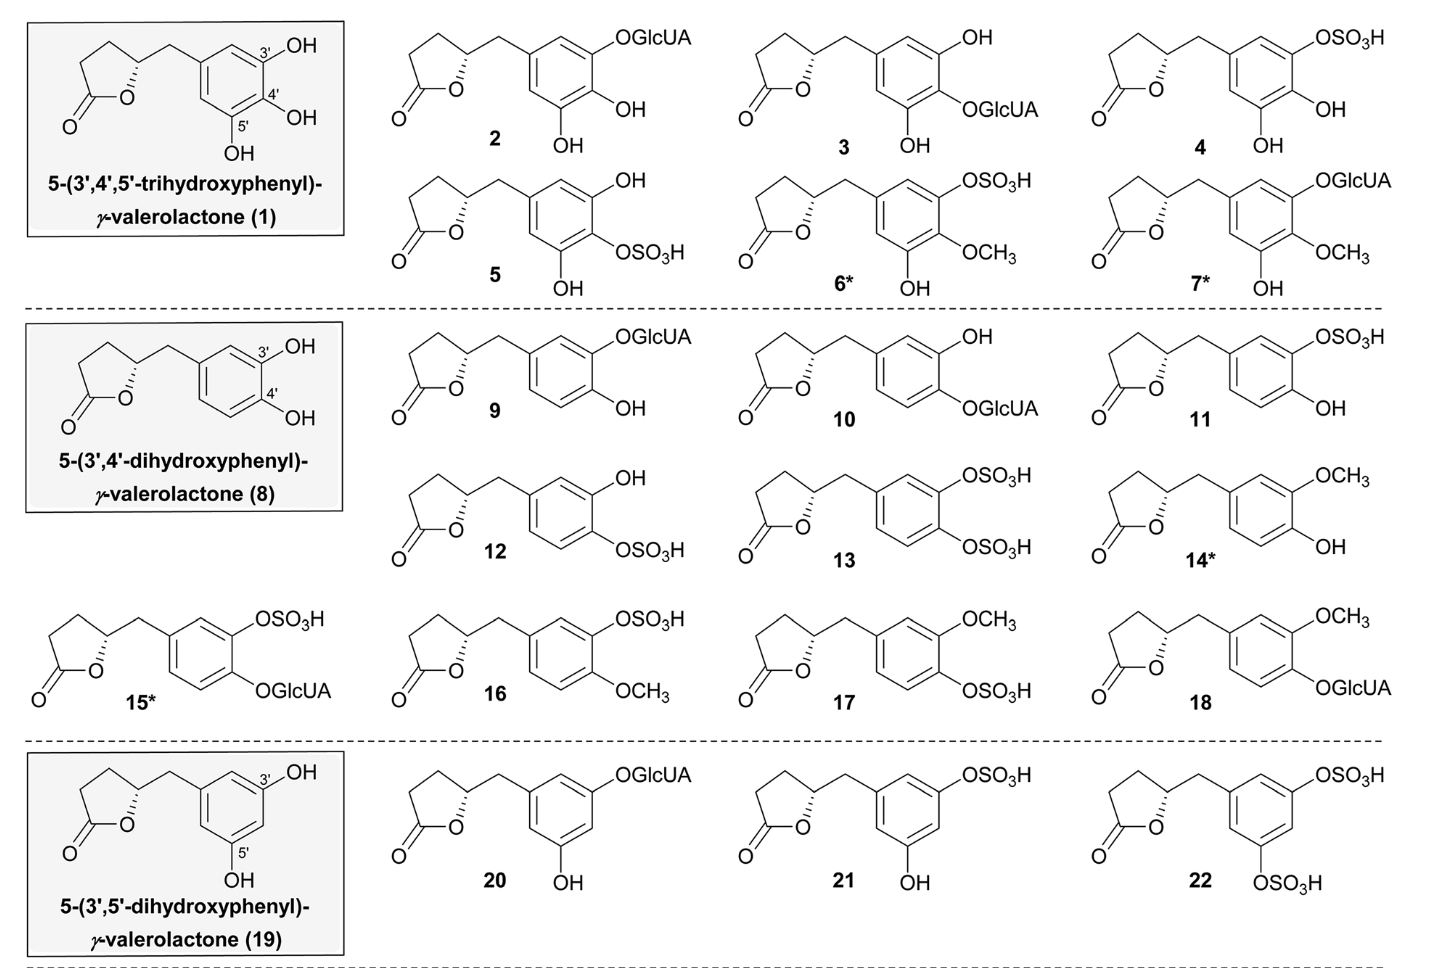 3' OH OGlcUA OH OSO₃H
4' OH O O OH O OGlcUA O OH
O 5' O O O
OH 2 OH 3 OH 4 OH
5-(3',4',5'-trihydroxyphenyl)-
γ-valerolactone (1)
OH OSO₃H OGlcUA
O OSO₃H O OCH₃ O OCH₃
O O O
5 OH 6* OH 7* OH
3' OH OGlcUA OH OSO₃H
O 4' OH O OH O OGlcUA O OH
O O O O
9 10 11
5-(3',4'-dihydroxyphenyl)-
γ-valerolactone (8)
OH OSO₃H OCH₃
O OSO₃H O OSO₃H O OH
O O O
12 13 14*
OSO₃H OSO₃H OCH₃ OCH₃
O OGlcUA O OCH₃ O OSO₃H O OGlcUA
O O O O
15* 16 17 18
3' OH OGlcUA OSO₃H OSO₃H
O O O O
O 5' O O O
OH 20 OH 21 OH 22 OSO₃H
5-(3',5'-dihydroxyphenyl)-
γ-valerolactone (19)